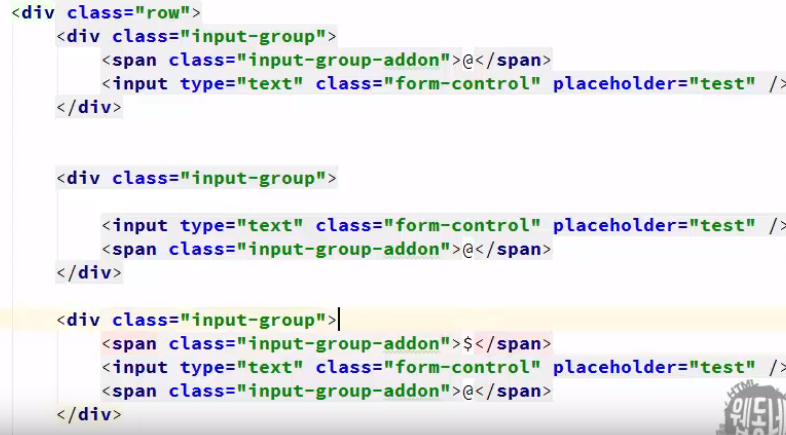 <div class="row">
<div class="input-group">
<span class="input-group-addon">@</span>
<input type="text" class="form-control" placeholder="test" />
</div>
<div class="input-group">
<input type="text" class="form-control" placeholder="test" />
<span class="input-group-addon">@</span>
</div>
<div class="input-group">
<span class="input-group-addon">$</span>
<input type="text" class="form-control" placeholder="test" />
<span class="input-group-addon">@</span>
</div>
HTML